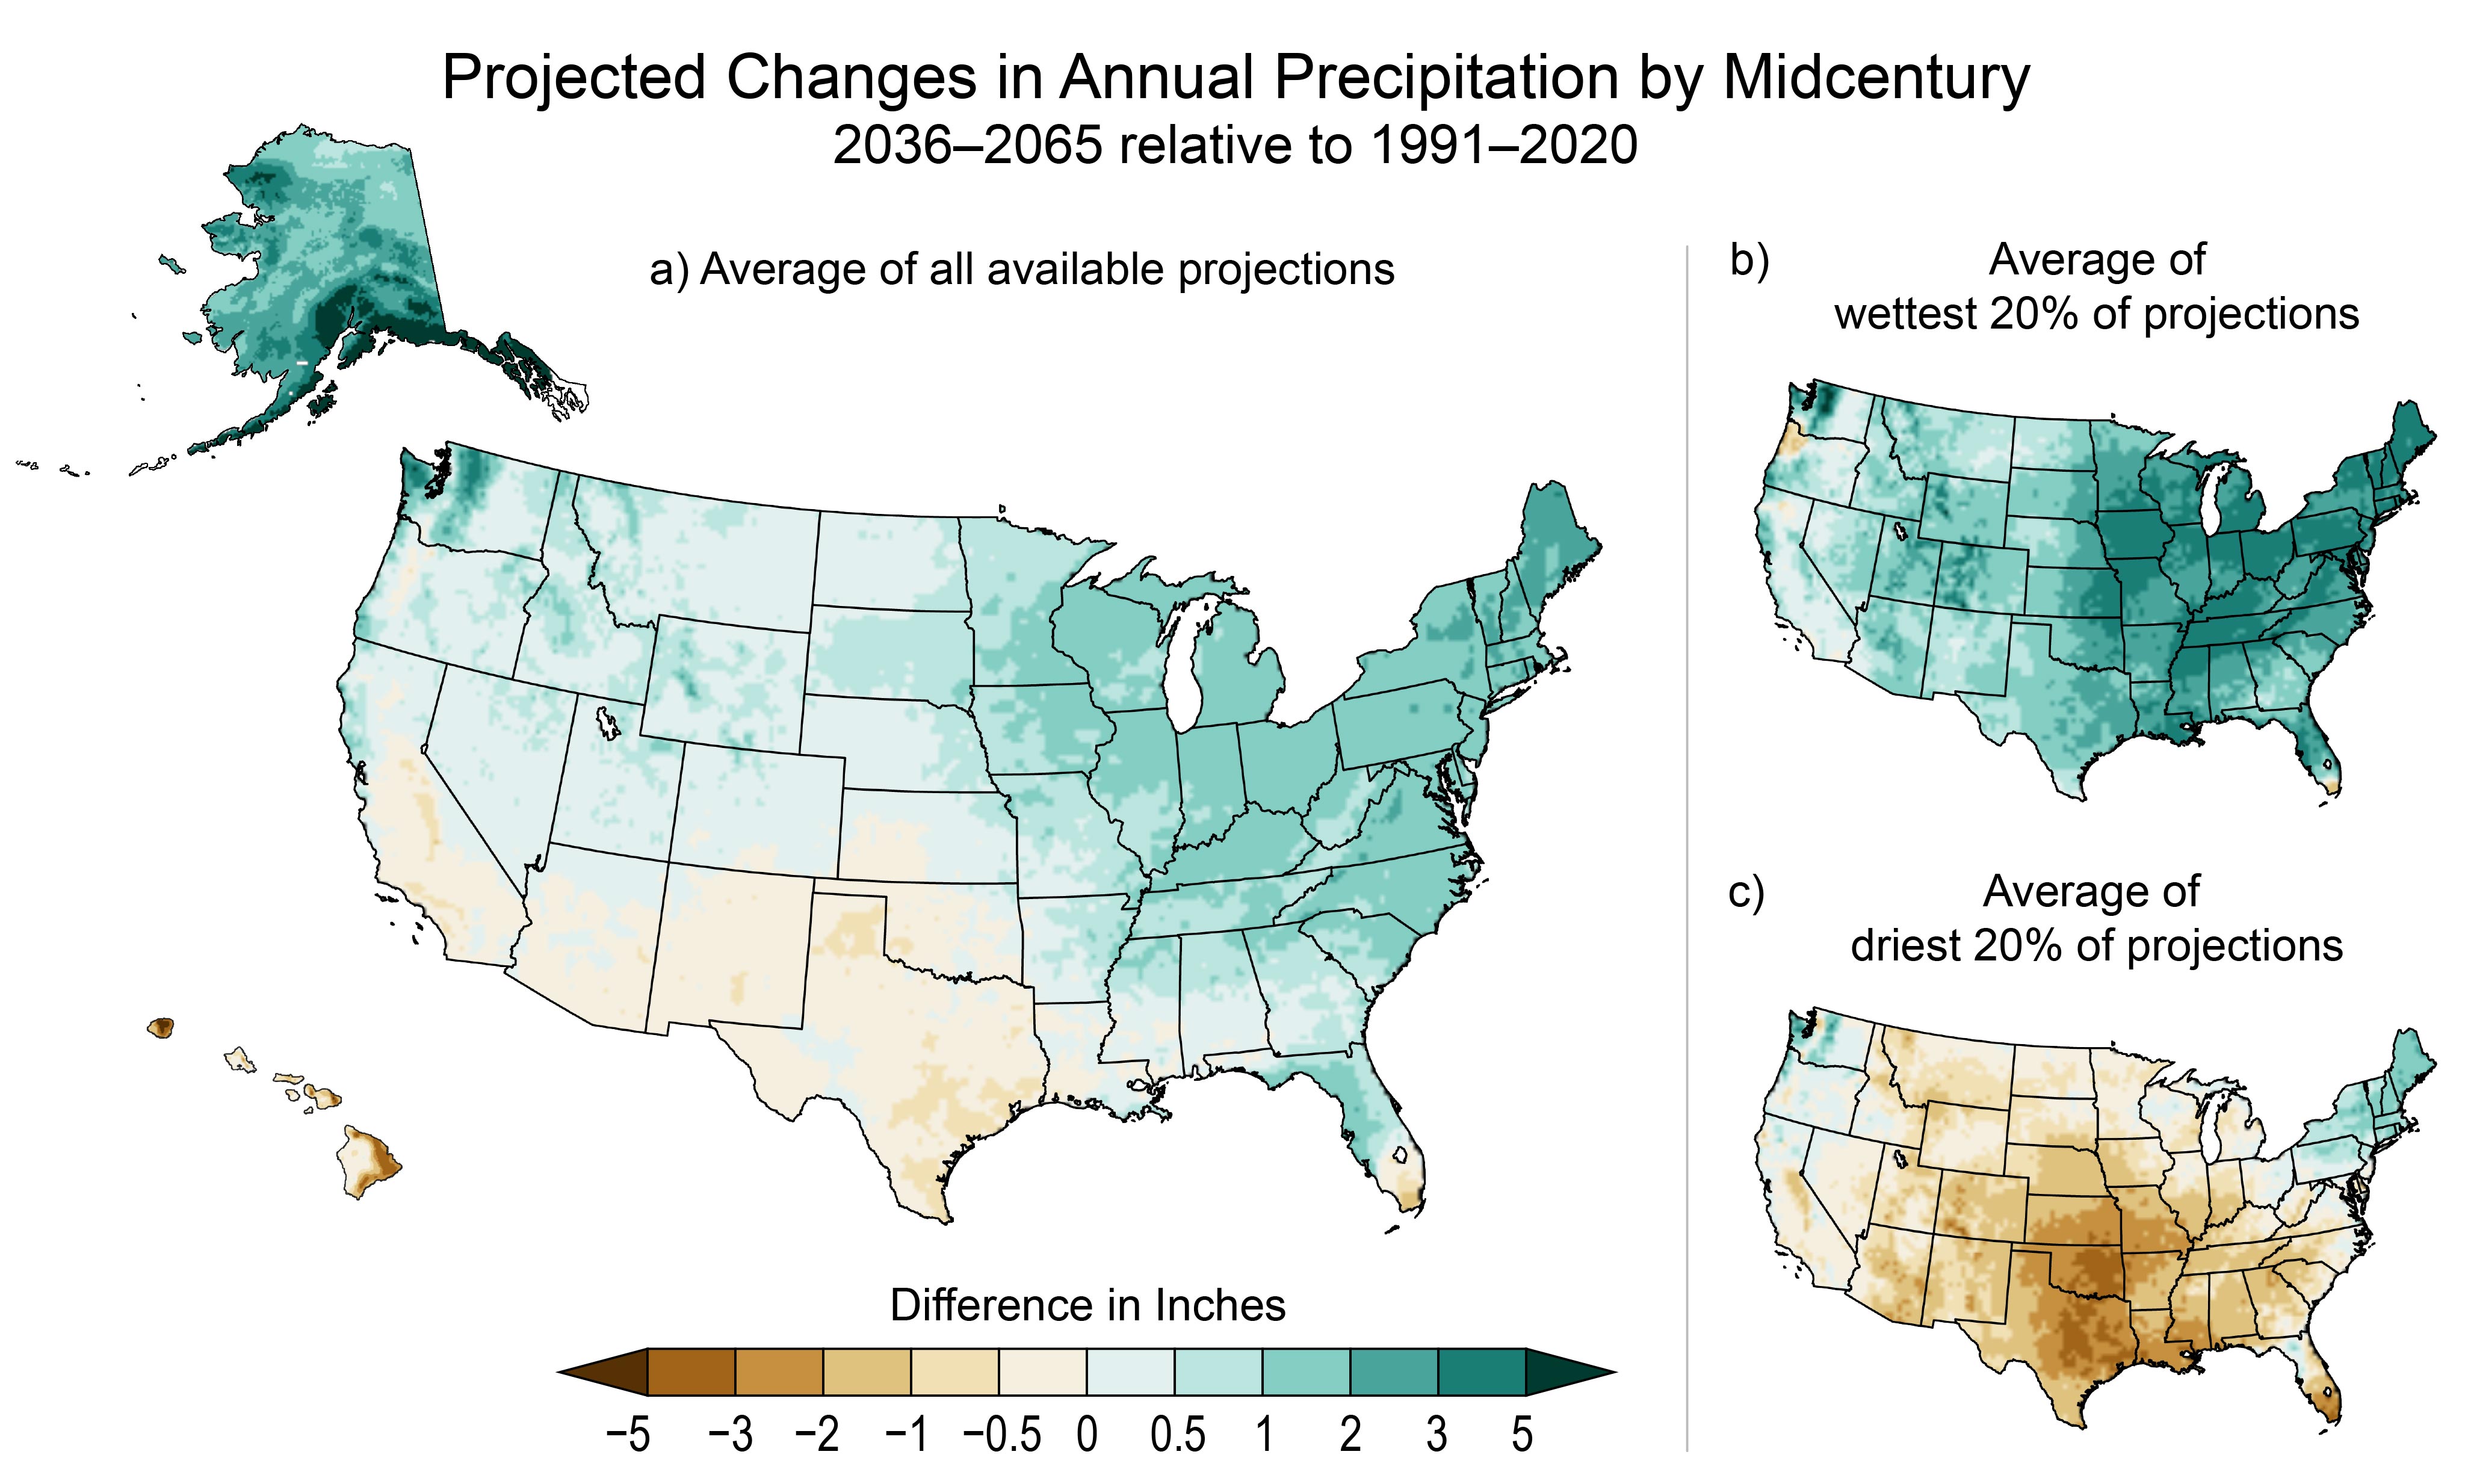 Projected Changes in Annual Precipitation by Midcentury
2036–2065 relative to 1991–2020
a) Average of all available projections
b) Average of
wettest 20% of projections
c) Average of
driest 20% of projections
Difference in Inches
−5 −3 −2 −1 −0.5 0 0.5 1 2 3 5